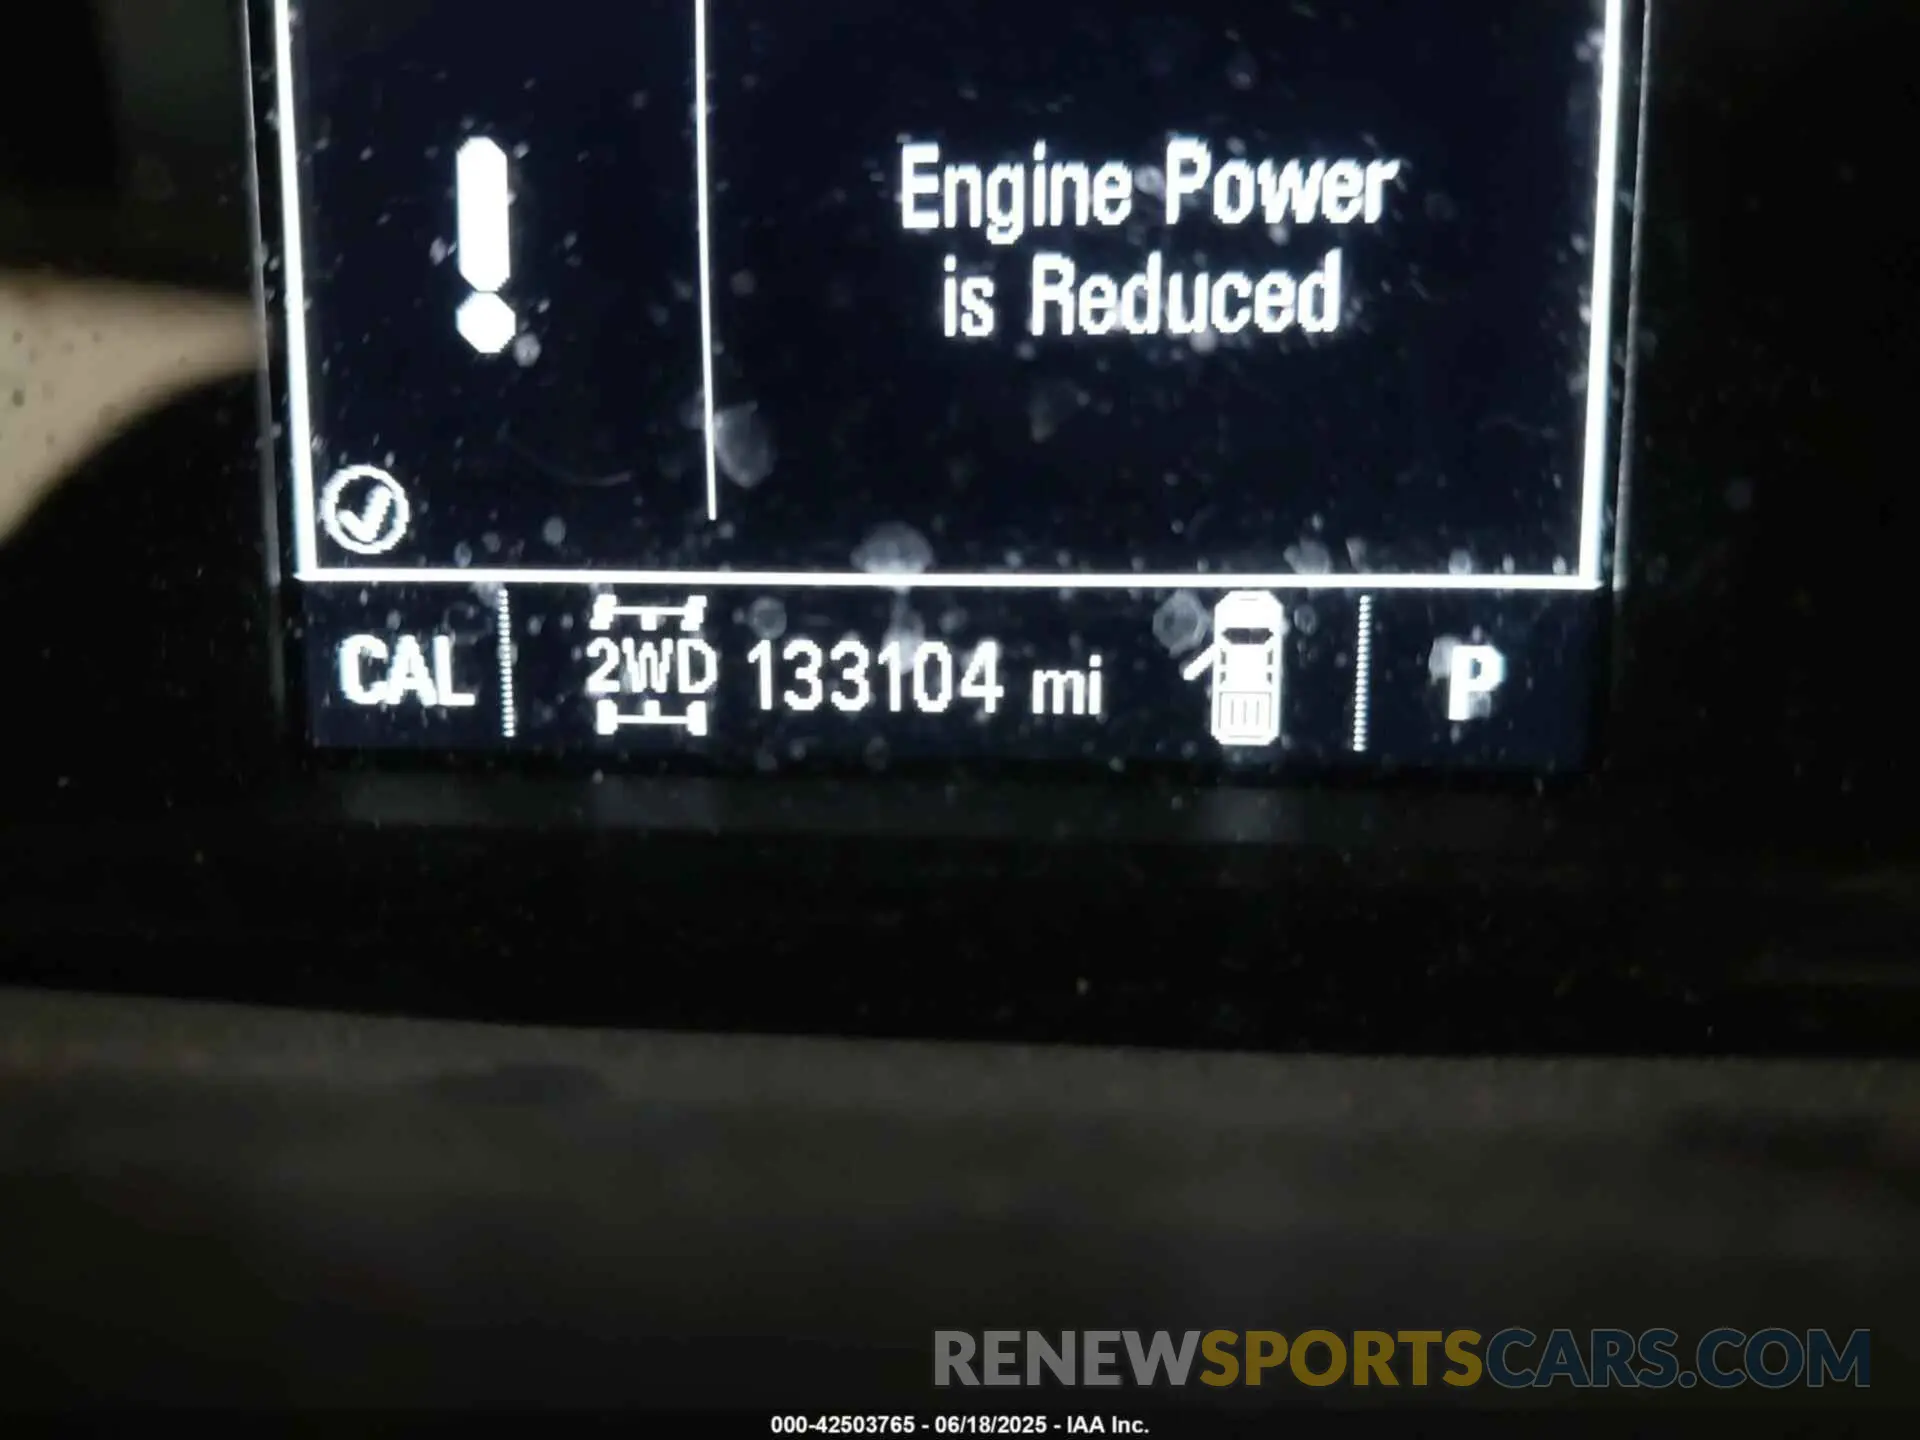 Engine Power
is Reduced
CAL 2WD 133104 mi P
RENEWSPORTSCARS.COM
000-42503765 - 06/18/2025 - IAA Inc.